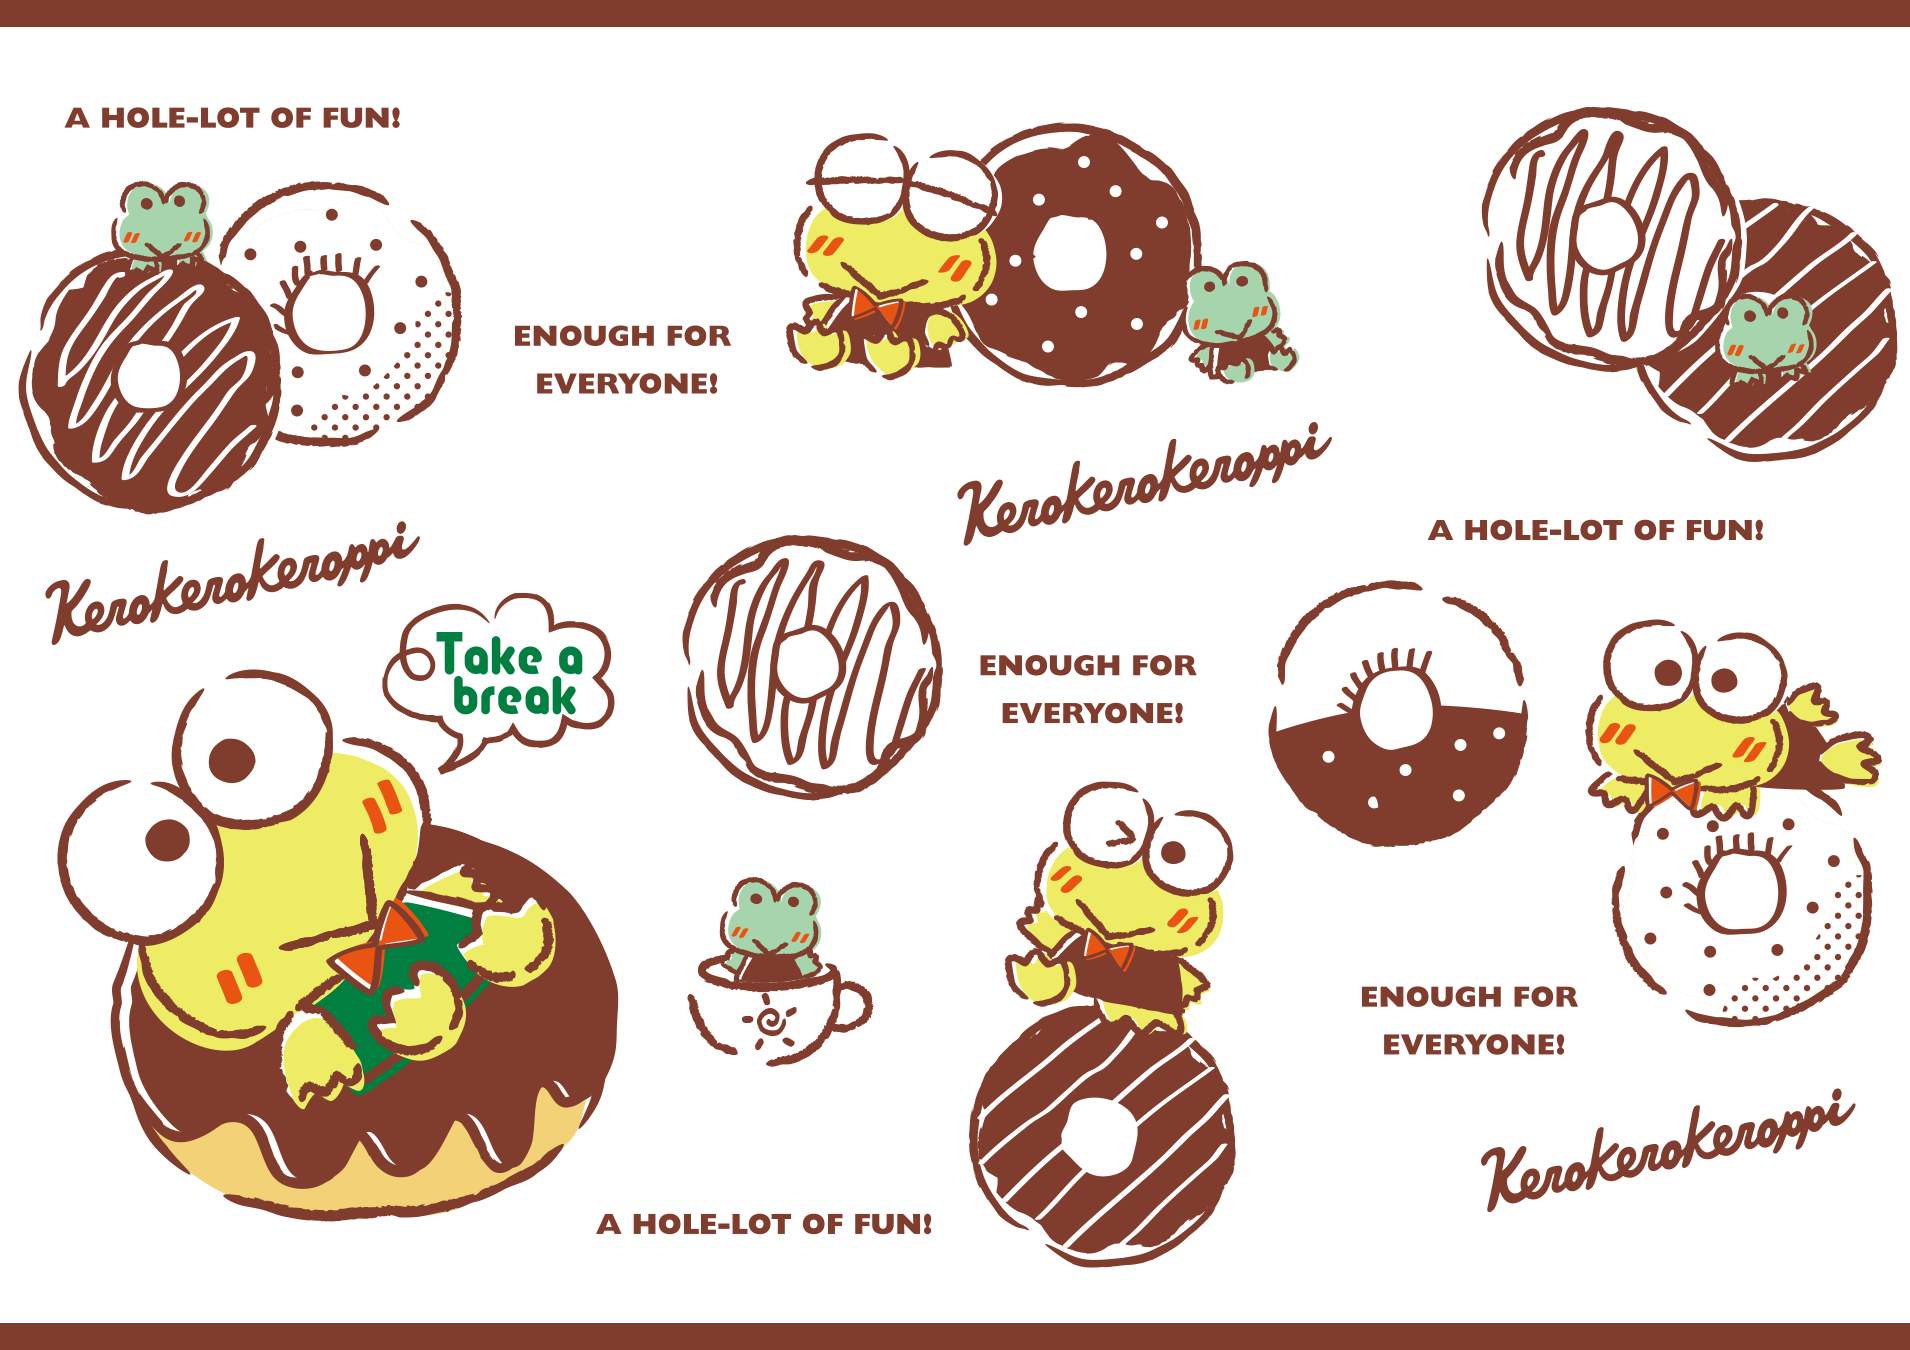 A HOLE-LOT OF FUN!
ENOUGH FOR
EVERYONE!
Kerokerokeroppi
Kerokerokeroppi
A HOLE-LOT OF FUN!
Take a
break
ENOUGH FOR
EVERYONE!
ENOUGH FOR
EVERYONE!
Kerokerokeroppi
A HOLE-LOT OF FUN!